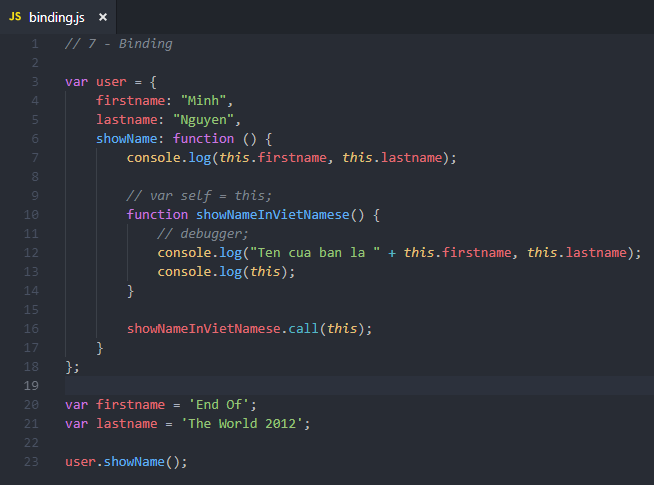 JS binding.js ×
1 // 7 - Binding
2
3 var user = {
4     firstname: "Minh",
5     lastname: "Nguyen",
6     showName: function () {
7         console.log(this.firstname, this.lastname);
8
9         // var self = this;
10         function showNameInVietNamese() {
11             // debugger;
12             console.log("Ten cua ban la " + this.firstname, this.lastname);
13             console.log(this);
14         }
15
16         showNameInVietNamese.call(this);
17     }
18 };
19
20 var firstname = 'End Of';
21 var lastname = 'The World 2012';
22
23 user.showName();